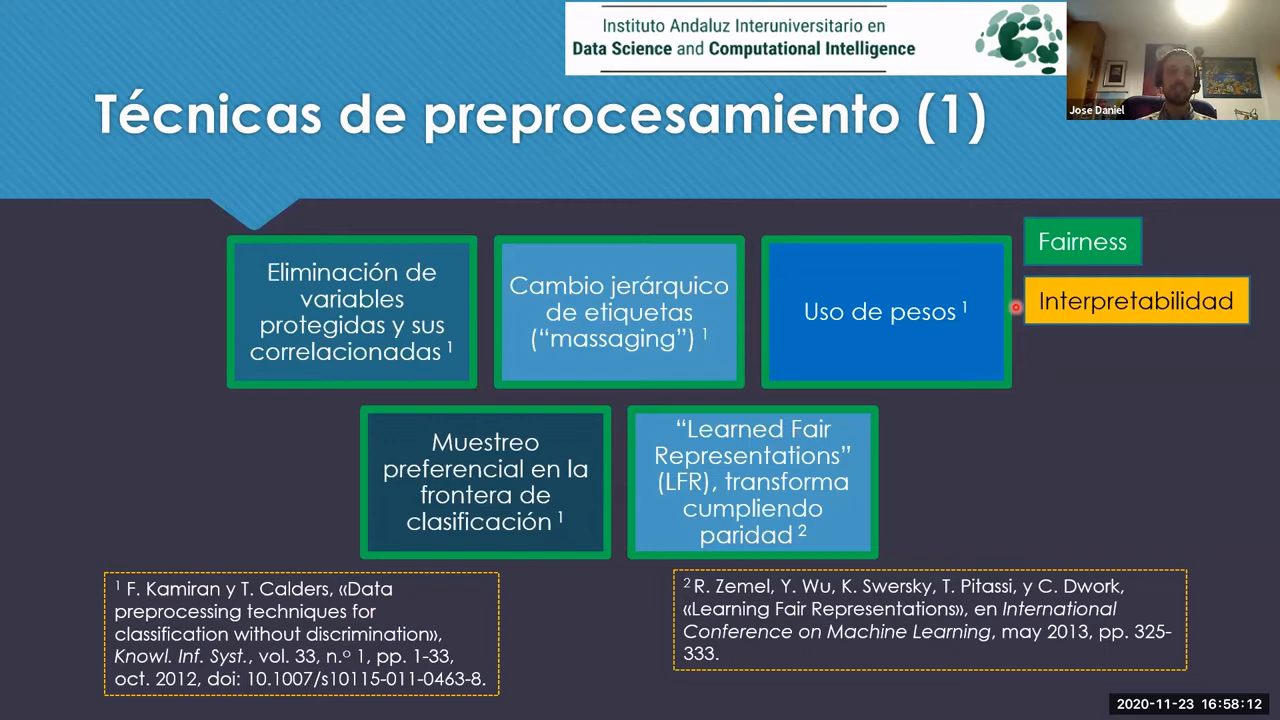 Instituto Andaluz Interuniversitario en
Data Science and Computational Intelligence
Jose Daniel
Técnicas de preprocesamiento (1)
Eliminación de
variables
protegidas y sus
correlacionadas ¹
Cambio jerárquico
de etiquetas
(“massaging”) ¹
Uso de pesos ¹
Fairness
Interpretabilidad
Muestreo
preferencial en la
frontera de
clasificación ¹
“Learned Fair
Representations”
(LFR), transforma
cumpliendo
paridad ²
¹ F. Kamiran y T. Calders, «Data
preprocessing techniques for
classification without discrimination»,
Knowl. Inf. Syst., vol. 33, n.º 1, pp. 1-33,
oct. 2012, doi: 10.1007/s10115-011-0463-8.
² R. Zemel, Y. Wu, K. Swersky, T. Pitassi, y C. Dwork,
«Learning Fair Representations», en International
Conference on Machine Learning, may 2013, pp. 325-
333.
2020-11-23 16:58:12